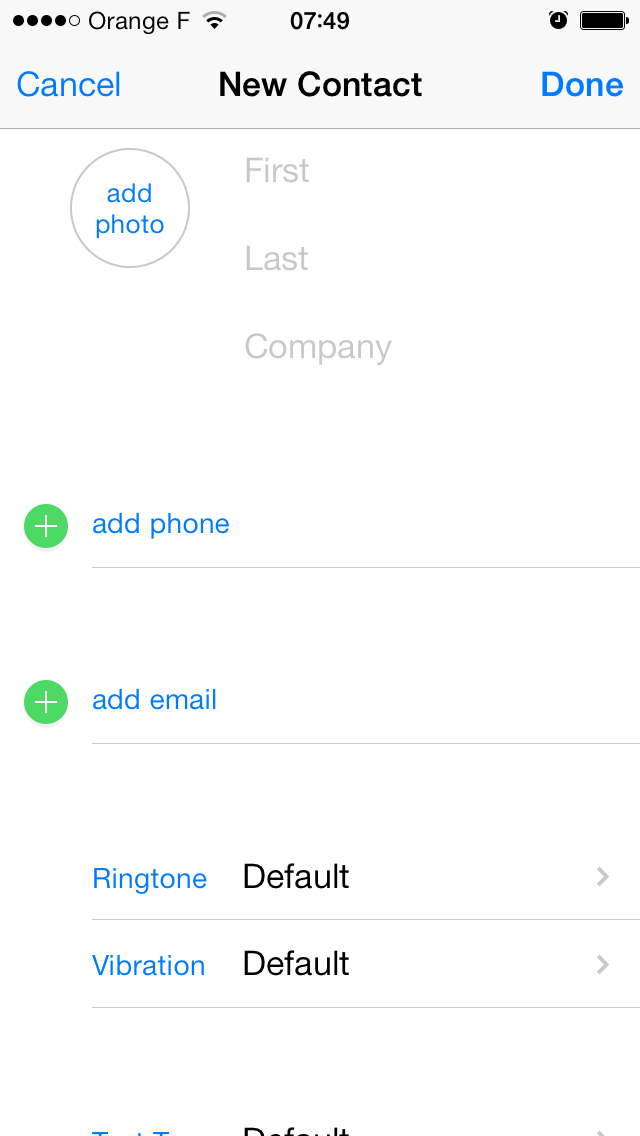 Orange F 07:49
Cancel New Contact Done
add
photo
First
Last
Company
add phone
add email
Ringtone Default
Vibration Default
Default